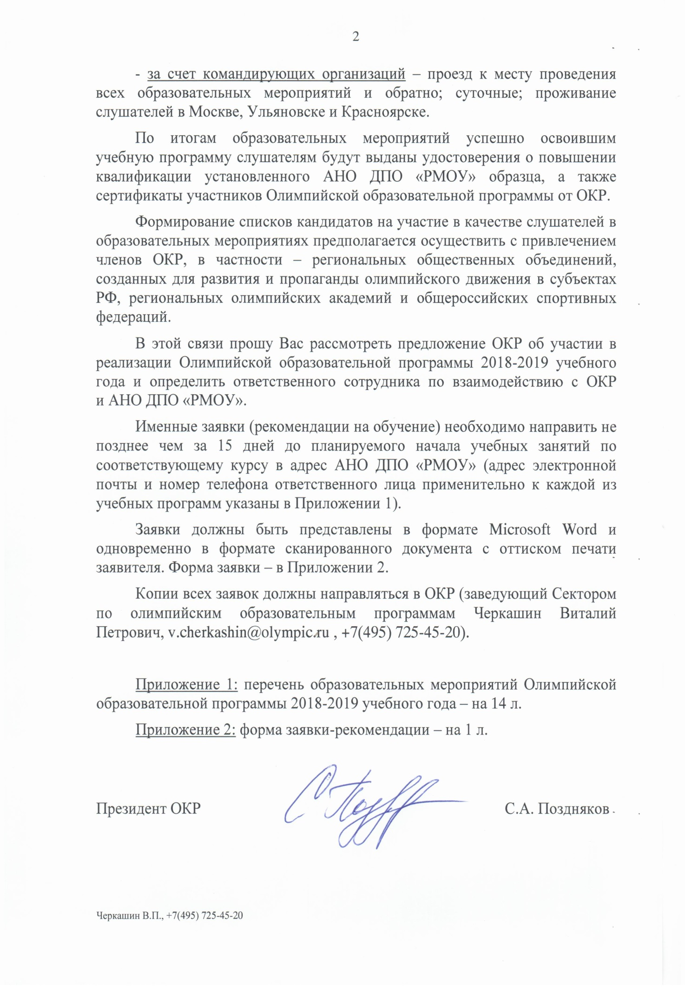 2
- за счет командирующих организаций – проезд к месту проведения
всех образовательных мероприятий и обратно; суточные; проживание
слушателей в Москве, Ульяновске и Красноярске.
По итогам образовательных мероприятий успешно освоившим
учебную программу слушателям будут выданы удостоверения о повышении
квалификации установленного АНО ДПО «РМОУ» образца, а также
сертификаты участников Олимпийской образовательной программы от ОКР.
Формирование списков кандидатов на участие в качестве слушателей в
образовательных мероприятиях предполагается осуществить с привлечением
членов ОКР, в частности – региональных общественных объединений,
созданных для развития и пропаганды олимпийского движения в субъектах
РФ, региональных олимпийских академий и общероссийских спортивных
федераций.
В этой связи прошу Вас рассмотреть предложение ОКР об участии в
реализации Олимпийской образовательной программы 2018-2019 учебного
года и определить ответственного сотрудника по взаимодействию с ОКР
и АНО ДПО «РМОУ».
Именные заявки (рекомендации на обучение) необходимо направить не
позднее чем за 15 дней до планируемого начала учебных занятий по
соответствующему курсу в адрес АНО ДПО «РМОУ» (адрес электронной
почты и номер телефона ответственного лица применительно к каждой из
учебных программ указаны в Приложении 1).
Заявки должны быть представлены в формате Microsoft Word и
одновременно в формате сканированного документа с оттиском печати
заявителя. Форма заявки – в Приложении 2.
Копии всех заявок должны направляться в ОКР (заведующий Сектором
по олимпийским образовательным программам Черкашин Виталий
Петрович, v.cherkashin@olympic.ru , +7(495) 725-45-20).
Приложение 1: перечень образовательных мероприятий Олимпийской
образовательной программы 2018-2019 учебного года – на 14 л.
Приложение 2: форма заявки-рекомендации – на 1 л.
Президент ОКР С.А. Поздняков
Черкашин В.П., +7(495) 725-45-20